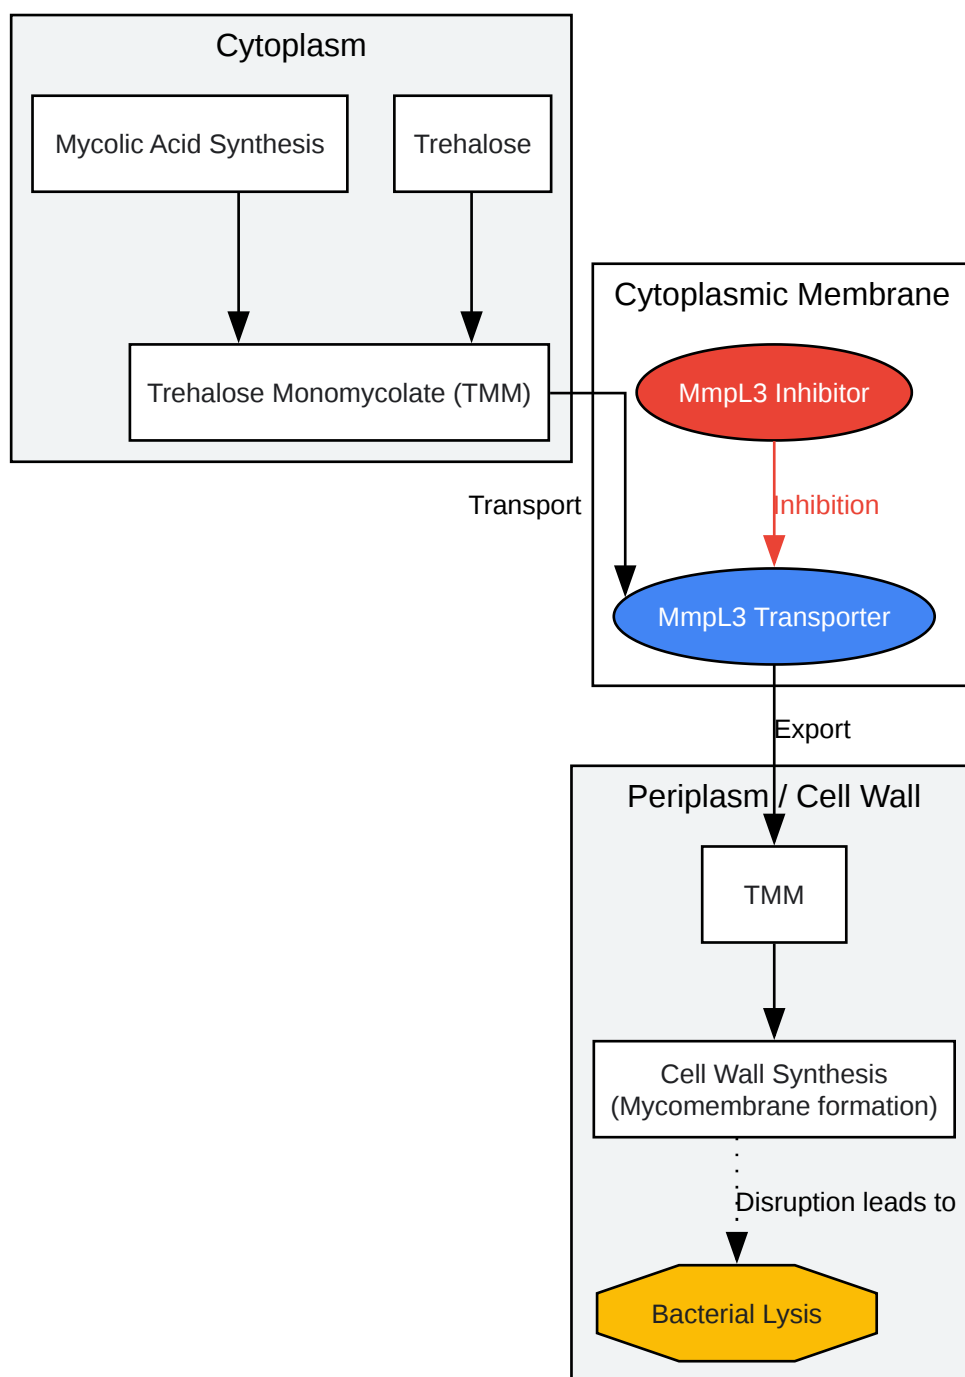 Cytoplasm
Mycolic Acid Synthesis
Trehalose
Trehalose Monomycolate (TMM)
Cytoplasmic Membrane
MmpL3 Inhibitor
Transport
Inhibition
MmpL3 Transporter
Export
Periplasm / Cell Wall
TMM
Cell Wall Synthesis
(Mycomembrane formation)
Disruption leads to
Bacterial Lysis